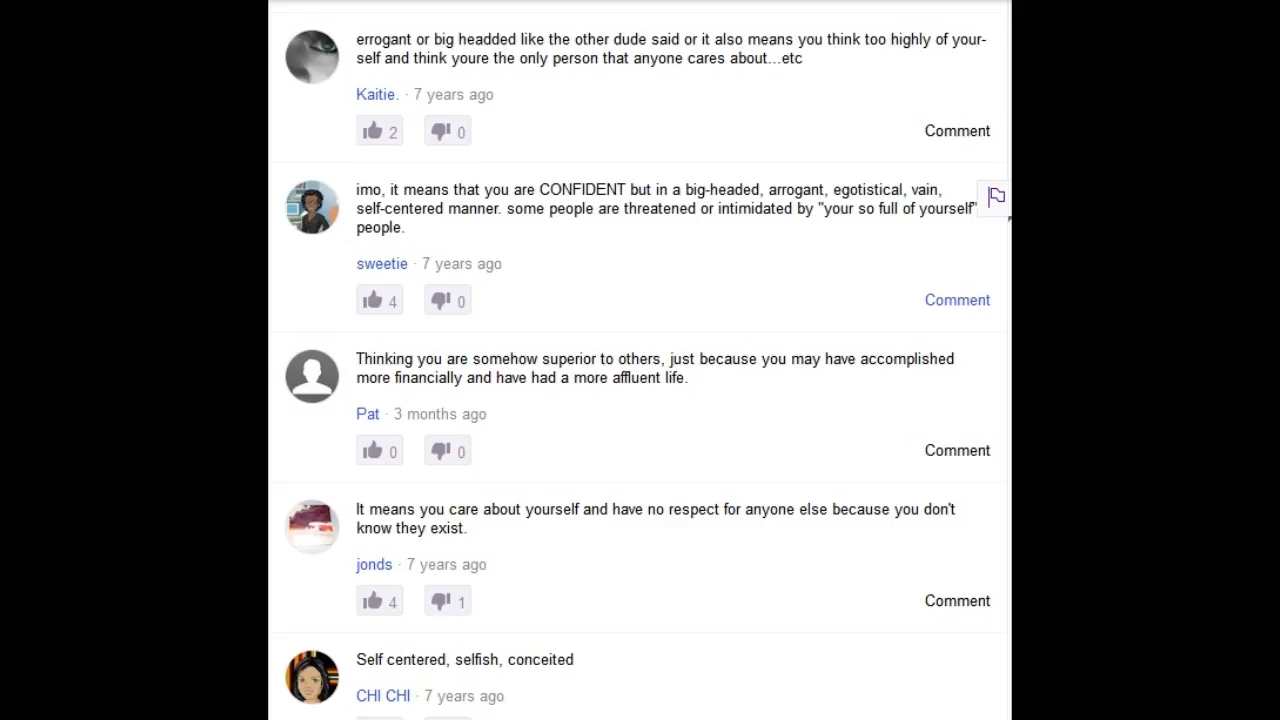 errogant or big headded like the other dude said or it also means you think too highly of your-
self and think youre the only person that anyone cares about...etc
Kaitie. · 7 years ago
2 0 Comment
imo, it means that you are CONFIDENT but in a big-headed, arrogant, egotistical, vain,
self-centered manner. some people are threatened or intimidated by "your so full of yourself"
people.
sweetie · 7 years ago
4 0 Comment
Thinking you are somehow superior to others, just because you may have accomplished
more financially and have had a more affluent life.
Pat · 3 months ago
0 0 Comment
It means you care about yourself and have no respect for anyone else because you don't
know they exist.
jonds · 7 years ago
4 1 Comment
Self centered, selfish, conceited
CHI CHI · 7 years ago